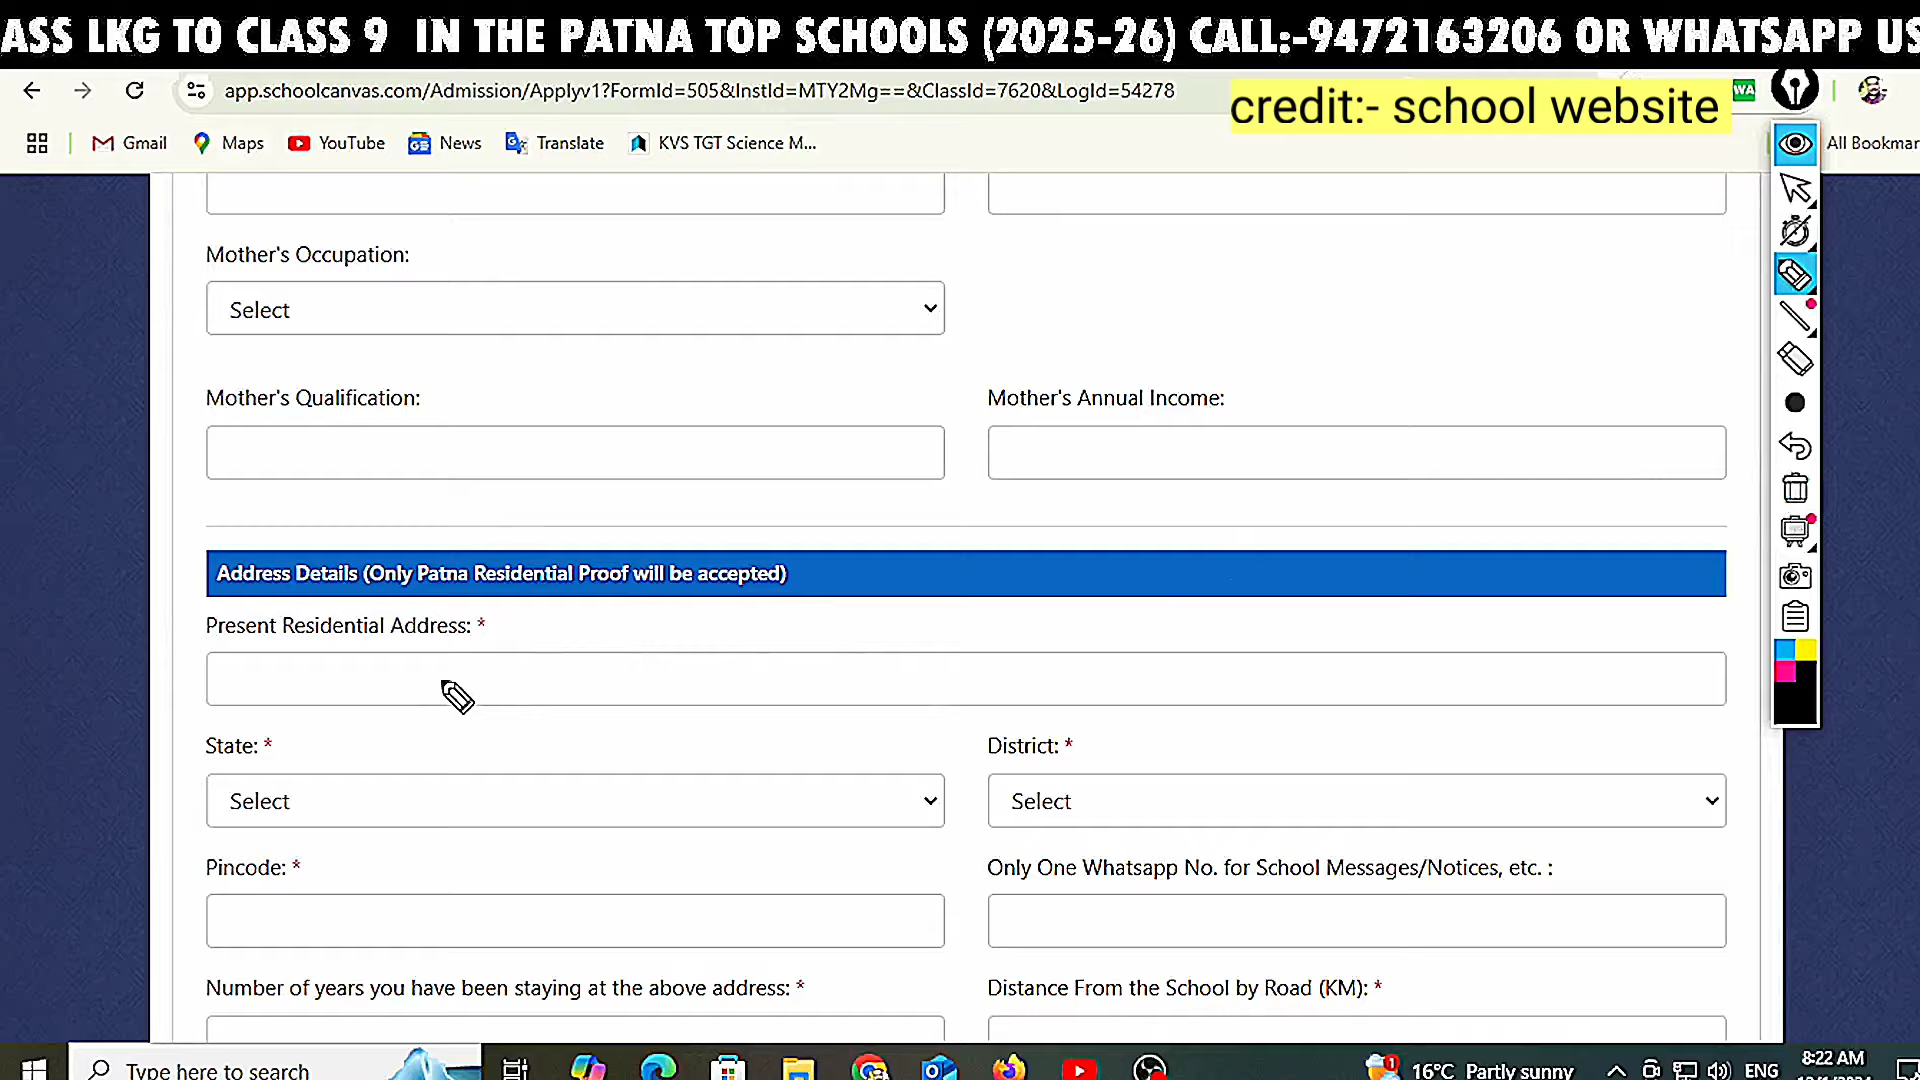 ASS LKG TO CLASS 9 IN THE PATNA TOP SCHOOLS (2025-26) CALL:-9472163206 OR WHATSAPP US
app.schoolcanvas.com/Admission/Applyv1?FormId=505&InstId=MTY2Mg==&ClassId=7620&LogId=54278
credit:- school website
WA
Gmail Maps YouTube News Translate KVS TGT Science M... All Bookmar
Mother's Occupation:
Select
Mother's Qualification: Mother's Annual Income:
Address Details (Only Patna Residential Proof will be accepted)
Present Residential Address: *
State: * District: *
Select Select
Pincode: * Only One Whatsapp No. for School Messages/Notices, etc. :
Number of years you have been staying at the above address: * Distance From the School by Road (KM): *
Type here to search 1 16°C Partly sunny ENG 8:22 AM